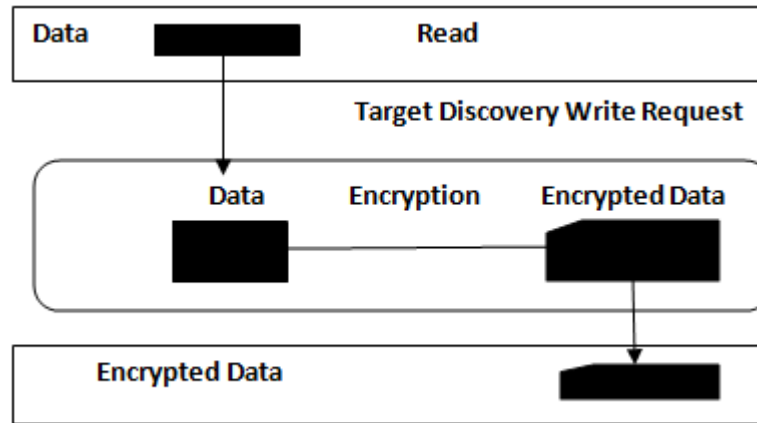 Data Read
Target Discovery Write Request
Data Encryption Encrypted Data
Encrypted Data